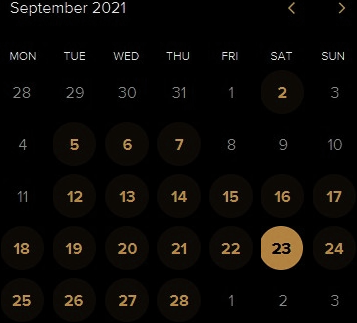 September 2021 < >
MON TUE WED THU FRI SAT SUN
28 29 30 31 1 2 3
4 5 6 7 8 9 10
11 12 13 14 15 16 17
18 19 20 21 22 23 24
25 26 27 28 1 2 3